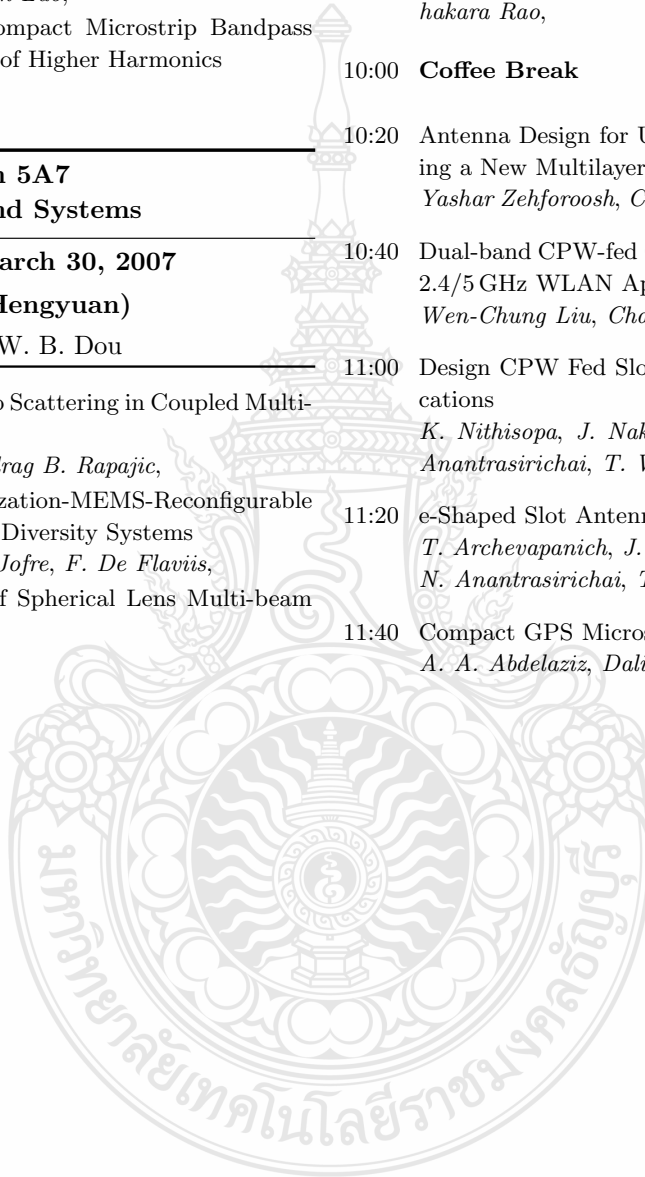 ompact Microstrip Bandpass
of Higher Harmonics
5A7
nd Systems
arch 30, 2007
Hengyuan)
W. B. Dou
Scattering in Coupled Multi-
drag B. Rapajic,
zation-MEMS-Reconfigurable
Diversity Systems
Jofre, F. De Flaviis,
f Spherical Lens Multi-beam
hakara Rao,
10:00 Coffee Break
10:20 Antenna Design for U
ing a New Multilayer
Yashar Zehforoosh, C
10:40 Dual-band CPW-fed
2.4/5 GHz WLAN Ap
Wen-Chung Liu, Cha
11:00 Design CPW Fed Slo
cations
K. Nithisopa, J. Nak
Anantrasirichai, T. W
11:20 e-Shaped Slot Antenn
T. Archevapanich, J.
N. Anantrasirichai, T
11:40 Compact GPS Micros
A. A. Abdelaziz, Dali
มหาวิทยาลัยเทคโนโลยีราชมงคลธัญบุรี